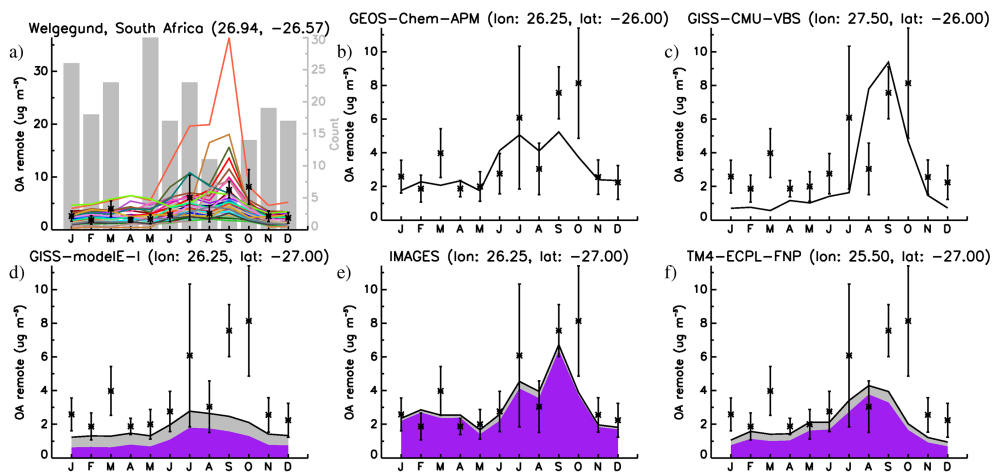 a)
Welgegund, South Africa (26.94, -26.57)
OA remote (ug m⁻³)
30
20
10
0
30
25
20
15
10
5
0
Count
J F M A M J J A S O N D
b)
GEOS-Chem-APM (lon: 26.25, lat: -26.00)
OA remote (ug m⁻³)
10
8
6
4
2
0
J F M A M J J A S O N D
c)
GISS-CMU-VBS (lon: 27.50, lat: -26.00)
OA remote (ug m⁻³)
10
8
6
4
2
0
J F M A M J J A S O N D
d)
GISS-modelE-I (lon: 26.25, lat: -27.00)
OA remote (ug m⁻³)
10
8
6
4
2
0
J F M A M J J A S O N D
e)
IMAGES (lon: 26.25, lat: -27.00)
OA remote (ug m⁻³)
10
8
6
4
2
0
J F M A M J J A S O N D
f)
TM4-ECPL-FNP (lon: 25.50, lat: -27.00)
OA remote (ug m⁻³)
10
8
6
4
2
0
J F M A M J J A S O N D